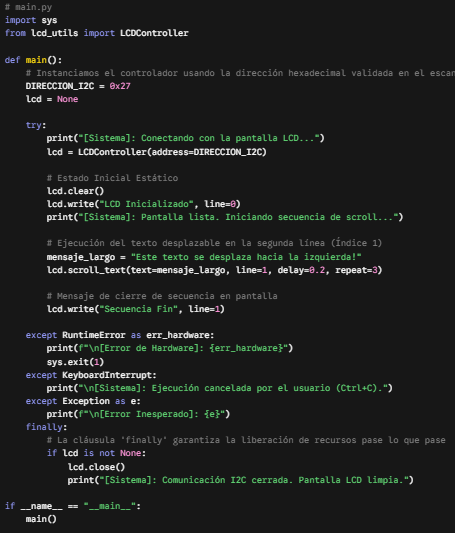 # main.py
import sys
from lcd_utils import LCDController

def main():
    # Instanciamos el controlador usando la dirección hexadecimal validada en el escan
    DIRECCION_I2C = 0x27
    lcd = None

    try:
        print("[Sistema]: Conectando con la pantalla LCD...")
        lcd = LCDController(address=DIRECCION_I2C)

        # Estado Inicial Estático
        lcd.clear()
        lcd.write("LCD Inicializado", line=0)
        print("[Sistema]: Pantalla lista. Iniciando secuencia de scroll...")

        # Ejecución del texto desplazable en la segunda línea (Índice 1)
        mensaje_largo = "Este texto se desplaza hacia la izquierda!"
        lcd.scroll_text(text=mensaje_largo, line=1, delay=0.2, repeat=3)

        # Mensaje de cierre de secuencia en pantalla
        lcd.write("Secuencia Fin", line=1)

    except RuntimeError as err_hardware:
        print(f"\n[Error de Hardware]: {err_hardware}")
        sys.exit(1)
    except KeyboardInterrupt:
        print("\n[Sistema]: Ejecución cancelada por el usuario (Ctrl+C).")
    except Exception as e:
        print(f"\n[Error Inesperado]: {e}")
    finally:
        # La cláusula 'finally' garantiza la liberación de recursos pase lo que pase
        if lcd is not None:
            lcd.close()
            print("[Sistema]: Comunicación I2C cerrada. Pantalla LCD limpia.")

if __name__ == "__main__":
    main()